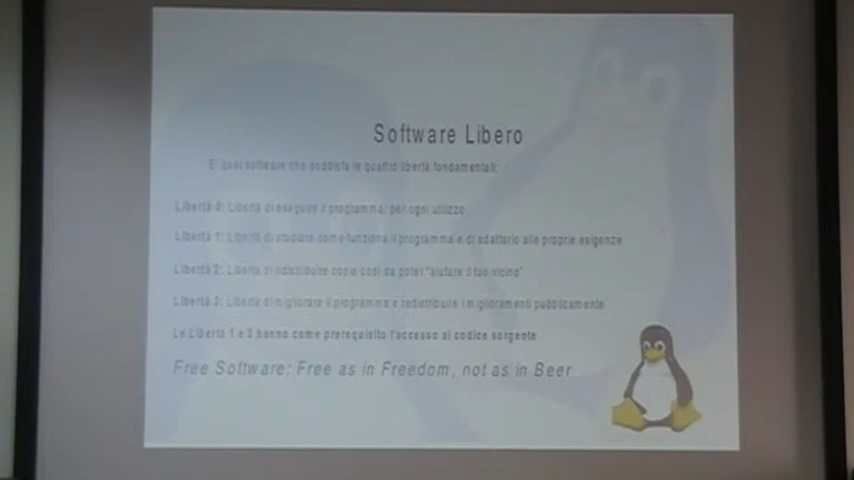 Software Libero
E' quel software che soddisfa le quattro libertà fondamentali:
Libertà 0: Libertà di eseguire il programma, per ogni utilizzo
Libertà 1: Libertà di studiare come funziona il programma e di adattarlo alle proprie esigenze
Libertà 2: Libertà di ridistribuire copie così da poter "aiutare il tuo vicino"
Libertà 3: Libertà di migliorare il programma e redistribuire i miglioramenti pubblicamente
Le Libertà 1 e 3 hanno come prerequisito l'accesso al codice sorgente
Free Software: Free as in Freedom, not as in Beer